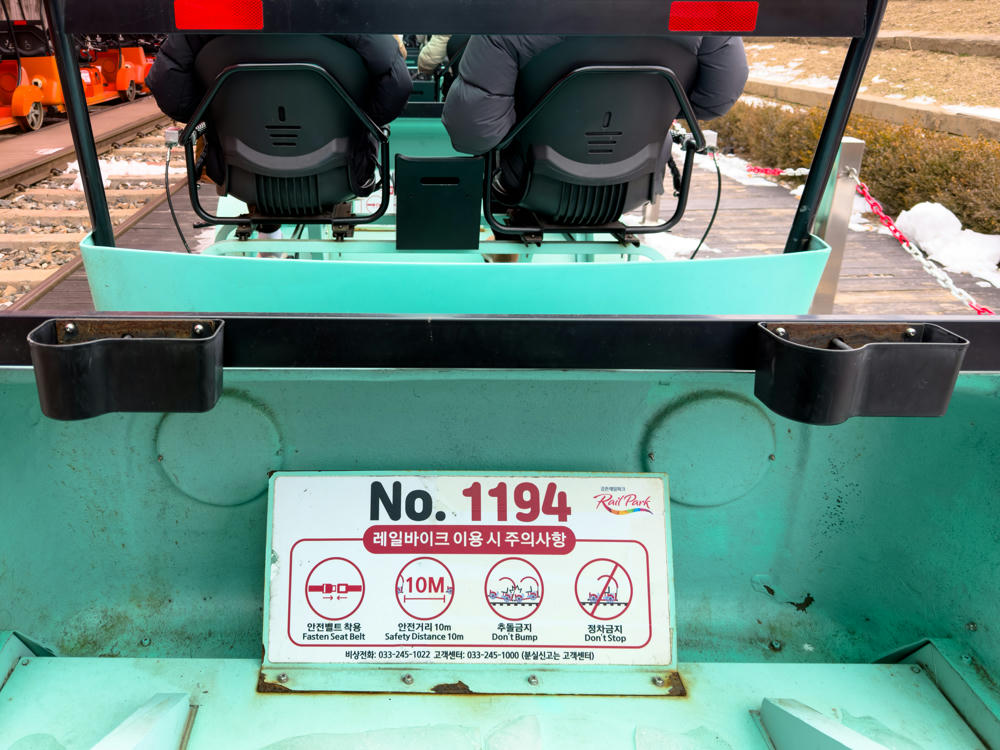 No. 1194
강촌레일파크
Rail Park
레일바이크 이용 시 주의사항
10M
안전벨트 착용
Fasten Seat Belt
안전거리 10m
Safety Distance 10m
추돌금지
Don't Bump
정차금지
Don't Stop
비상전화: 033-245-1022 고객센터: 033-245-1000 (분실신고는 고객센터)